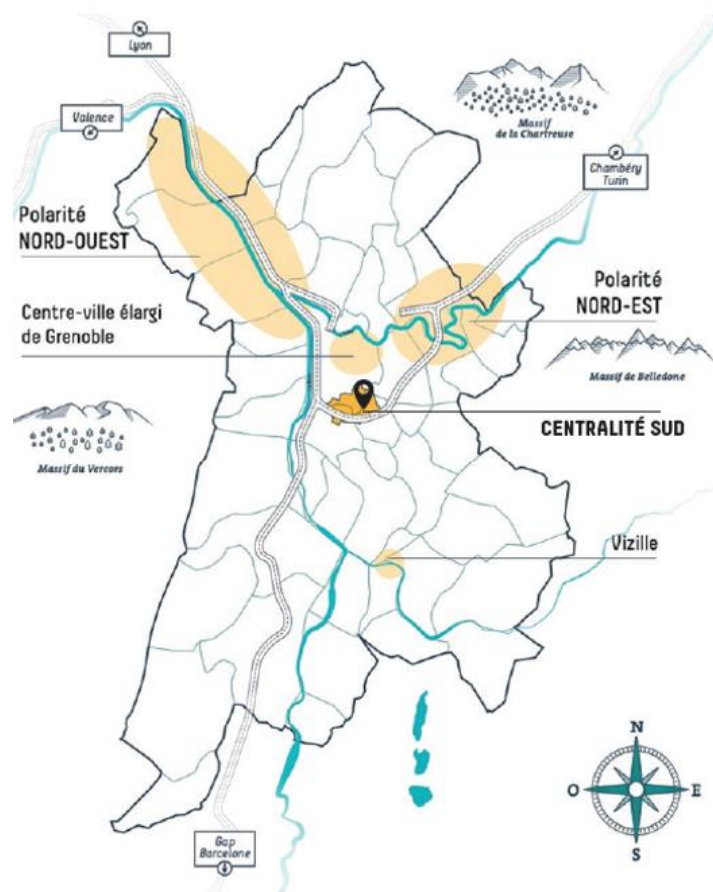 Lyon
Valence
Massif
de la Chartreuse
Chambéry
Turin
Polarité
NORD-OUEST
Polarité
NORD-EST
Centre-ville élargi
de Grenoble
Massif de Belledone
CENTRALITÉ SUD
Massif du Vercors
Vizille
N
O
E
S
Gap
Barcelone